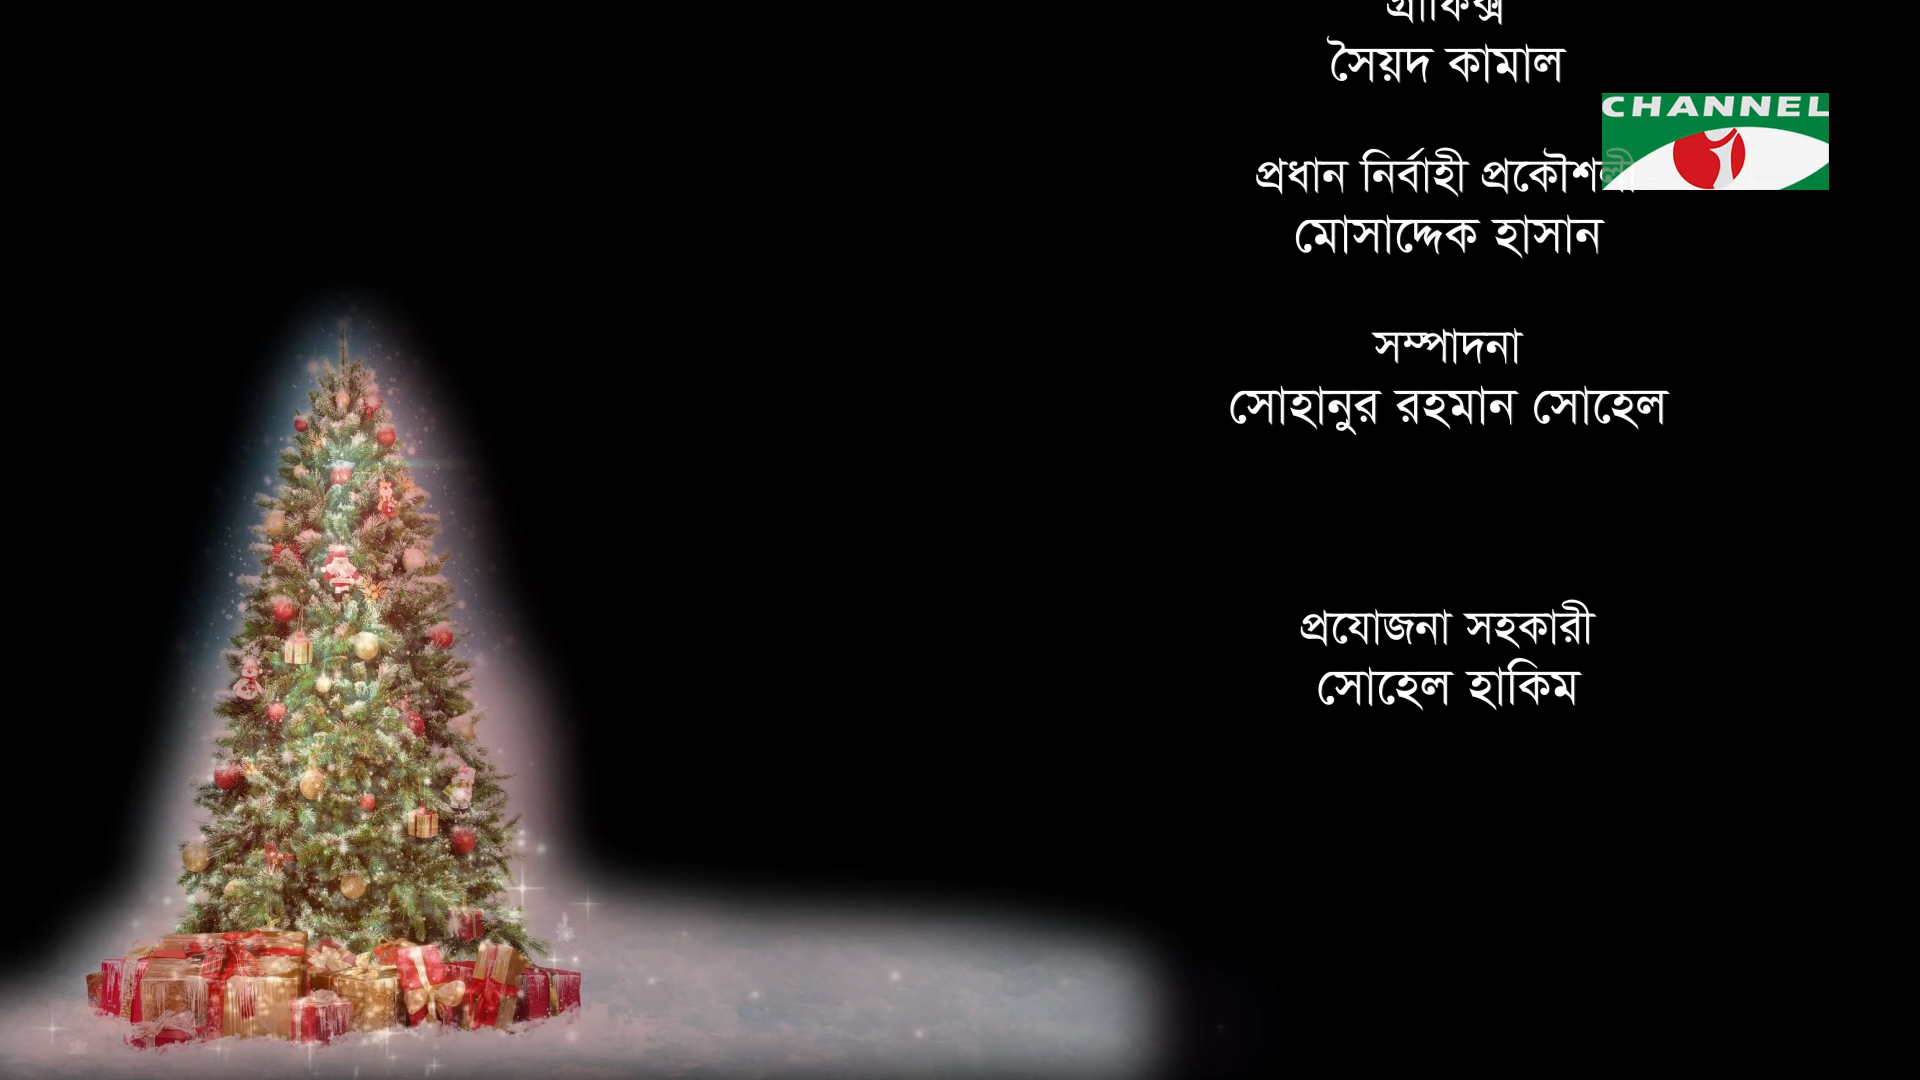 গ্রাফিক্স
সৈয়দ কামাল
CHANNEL
i
প্রধান নির্বাহী প্রকৌশলী
মোসাদ্দেক হাসান
সম্পাদনা
সোহানুর রহমান সোহেল
প্রযোজনা সহকারী
সোহেল হাকিম